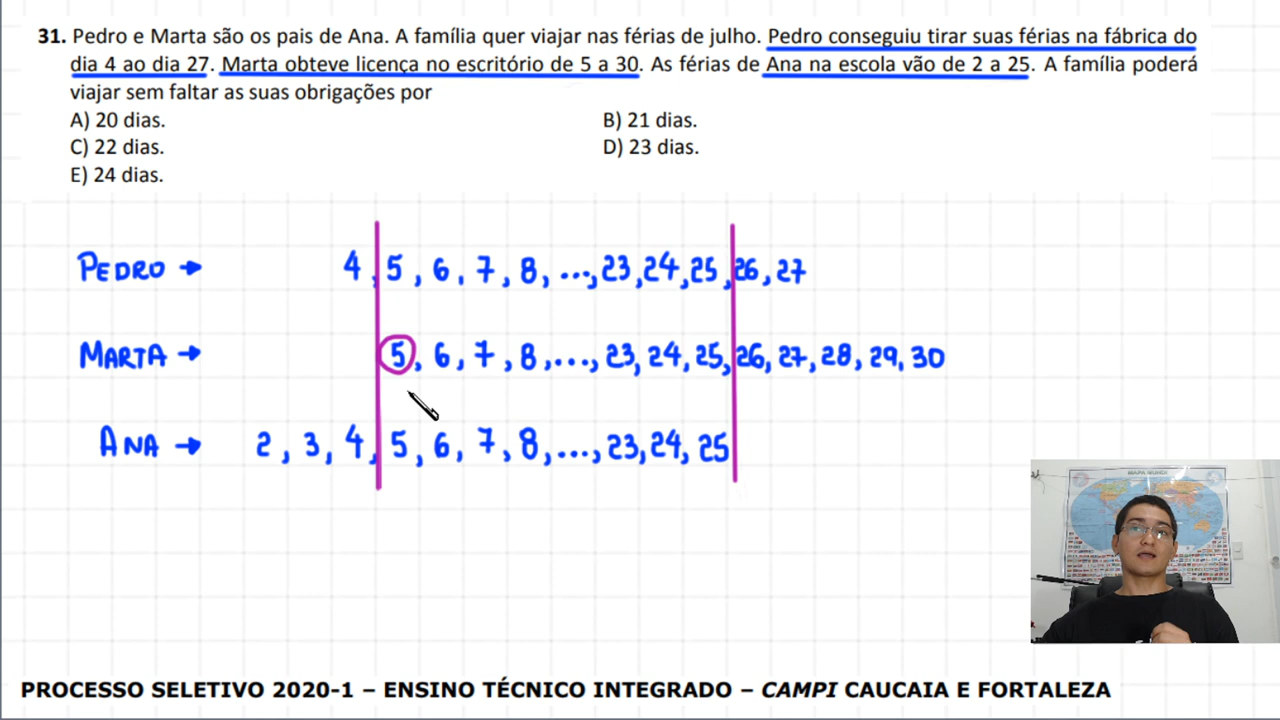 31. Pedro e Marta são os pais de Ana. A família quer viajar nas férias de julho. Pedro conseguiu tirar suas férias na fábrica do
dia 4 ao dia 27. Marta obteve licença no escritório de 5 a 30. As férias de Ana na escola vão de 2 a 25. A família poderá
viajar sem faltar as suas obrigações por
A) 20 dias.
B) 21 dias.
C) 22 dias.
D) 23 dias.
E) 24 dias.
PEDRO → 4, 5, 6, 7, 8, ..., 23, 24, 25, 26, 27
MARTA → 5, 6, 7, 8, ..., 23, 24, 25, 26, 27, 28, 29, 30
ANA → 2, 3, 4, 5, 6, 7, 8, ..., 23, 24, 25
MAPA MUNDI
PROCESSO SELETIVO 2020-1 – ENSINO TÉCNICO INTEGRADO – CAMPI CAUCAIA E FORTALEZA